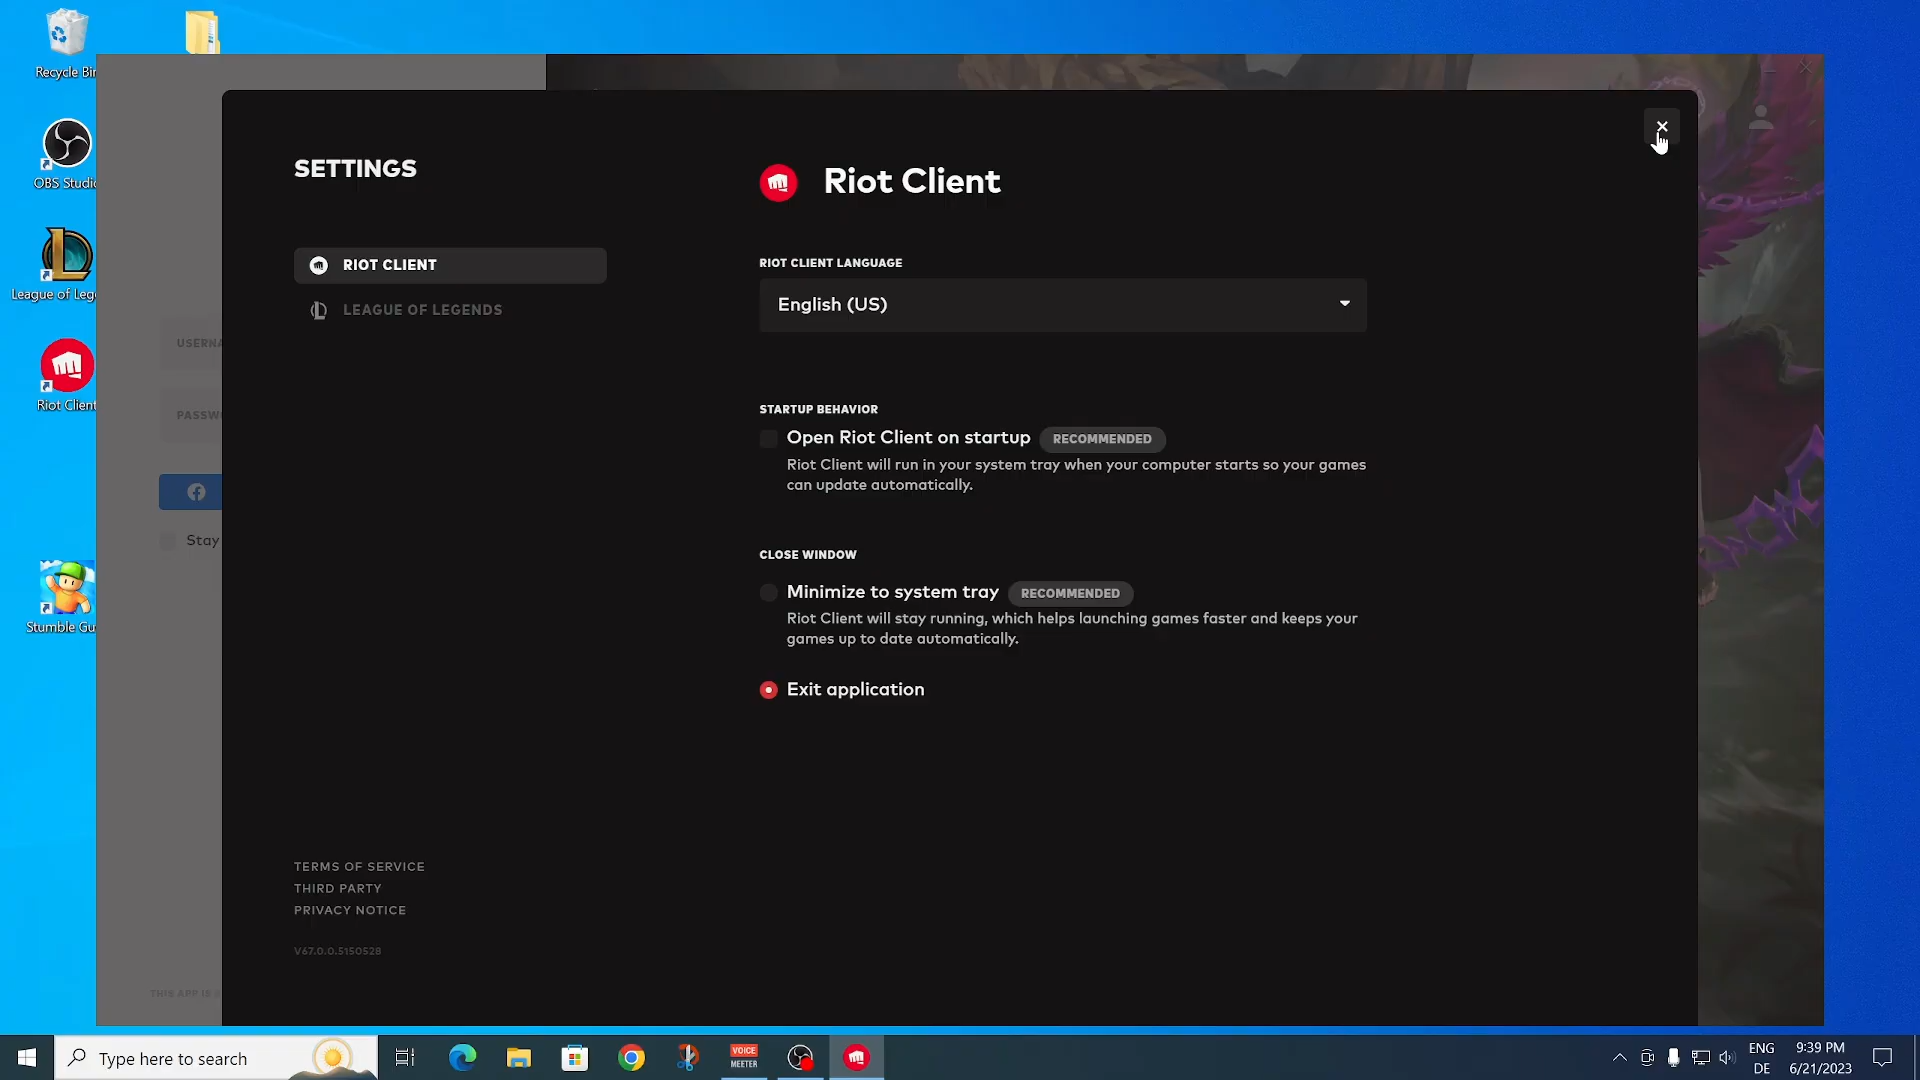 Recycle Bin
OBS Studio
League of Leg
Riot Client
Stumble Gu
USERNA
PASSW
Stay
THIS APP IS
SETTINGS
RIOT CLIENT
LEAGUE OF LEGENDS
TERMS OF SERVICE
THIRD PARTY
PRIVACY NOTICE
V67.0.0.5150528
Riot Client
RIOT CLIENT LANGUAGE
English (US)
STARTUP BEHAVIOR
Open Riot Client on startup RECOMMENDED
Riot Client will run in your system tray when your computer starts so your games
can update automatically.
CLOSE WINDOW
Minimize to system tray RECOMMENDED
Riot Client will stay running, which helps launching games faster and keeps your
games up to date automatically.
Exit application
Type here to search
VOICE
MEETER
ENG
DE
9:39 PM
6/21/2023